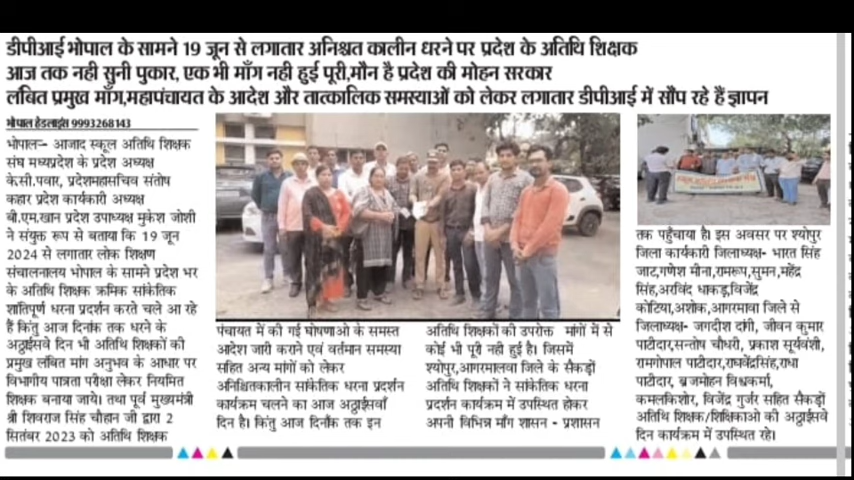 डीपीआई भोपाल के सामने 19 जून से लगातार अनिश्चत कालीन धरने पर प्रदेश के अतिथि शिक्षक
आज तक नही सुनी पुकार, एक भी माँग नही हुई पूरी,मौन है प्रदेश की मोहन सरकार
लंबित प्रमुख माँग,महापंचायत के आदेश और तात्कालिक समस्याओं को लेकर लगातार डीपीआई में सौंप रहे हैं ज्ञापन
भोपाल हेडलाइंस 9993268143
भोपाल- आजाद स्कूल अतिथि शिक्षक
संघ मध्यप्रदेश के प्रदेश अध्यक्ष
के.सी.पवार, प्रदेशमहासचिव संतोष
कहार प्रदेश कार्यकारी अध्यक्ष
बी.एम.खान प्रदेश उपाध्यक्ष मुकेश जोशी
ने संयुक्त रूप से बताया कि 19 जून
2024 से लगातार लोक शिक्षण
संचालनालय भोपाल के सामने प्रदेश भर
के अतिथि शिक्षक क्रमिक सांकेतिक
शांतिपूर्ण धरना प्रदर्शन करते चले आ रहे
हैं किंतु आज दिनांक तक धरने के
अठ्ठाईसवे दिन भी अतिथि शिक्षकों की
प्रमुख लंबित मांग अनुभव के आधार पर
विभागीय पात्रता परीक्षा लेकर नियमित
शिक्षक बनाया जाये। तथा पूर्व मुख्यमंत्री
श्री शिवराज सिंह चौहान जी द्वारा 2
सितंबर 2023 को अतिथि शिक्षक
पंचायत में की गई घोषणाओ के समस्त
आदेश जारी कराने एवं वर्तमान समस्या
सहित अन्य मांगों को लेकर
अनिश्चितकालीन सांकेतिक धरना प्रदर्शन
कार्यक्रम चलने का आज अठ्ठाईसवाँ
दिन है। किंतु आज दिनाँक तक इन
अतिथि शिक्षकों की उपरोक्त मांगों में से
कोई भी पूरी नही हुई है। जिसमें
श्योपुर,आगरमालवा जिले के सैकड़ों
अतिथि शिक्षकों ने सांकेतिक धरना
प्रदर्शन कार्यक्रम में उपस्थित होकर
अपनी विभिन्न माँग शासन - प्रशासन
तक पहुँचाया है। इस अवसर पर श्योपुर
जिला कार्यकारी जिलाध्यक्ष- भारत सिंह
जाट,गणेश मीना,रामरूप,सुमन,महेंद्र
सिंह,अरविंद धाकड़,विजेंद्र
कोटिया,अशोक,आगरमावा जिले से
जिलाध्यक्ष- जगदीश दांगी, जीवन कुमार
पाटीदार,सन्तोष चौधरी, प्रकाश सूर्यवंशी,
रामगोपाल पाटीदार,राघवेंद्रसिंह,राधा
पाटीदार, ब्रजमोहन विश्वकर्मा,
कमलकिशोर, विजेंद्र गुर्जर सहित सैकड़ों
अतिथि शिक्षक/शिक्षिकाओ की अठ्ठाईसवे
दिन कार्यक्रम में उपस्थित रहे।